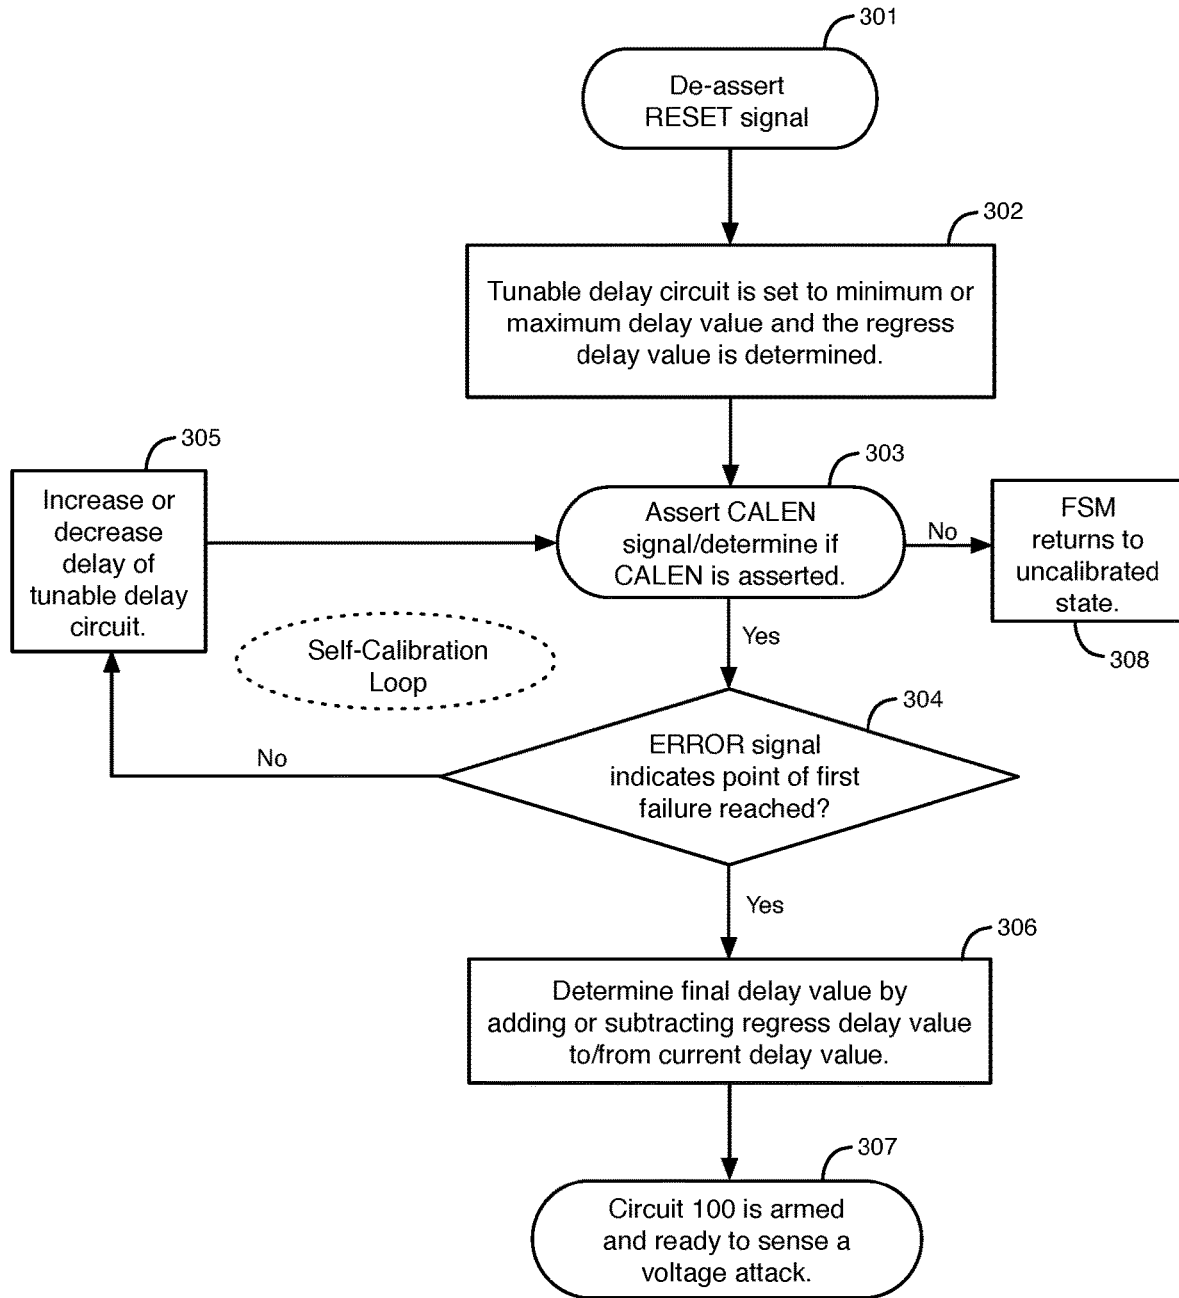 301
De-assert
RESET signal
302
Tunable delay circuit is set to minimum or
maximum delay value and the regress
delay value is determined.
305
Increase or
decrease
delay of
tunable delay
circuit.
303
Assert CALEN
signal/determine if
CALEN is asserted.
No
FSM
returns to
uncalibrated
state.
308
Yes
Self-Calibration
Loop
304
ERROR signal
indicates point of first
failure reached?
No
Yes
306
Determine final delay value by
adding or subtracting regress delay value
to/from current delay value.
307
Circuit 100 is armed
and ready to sense a
voltage attack.